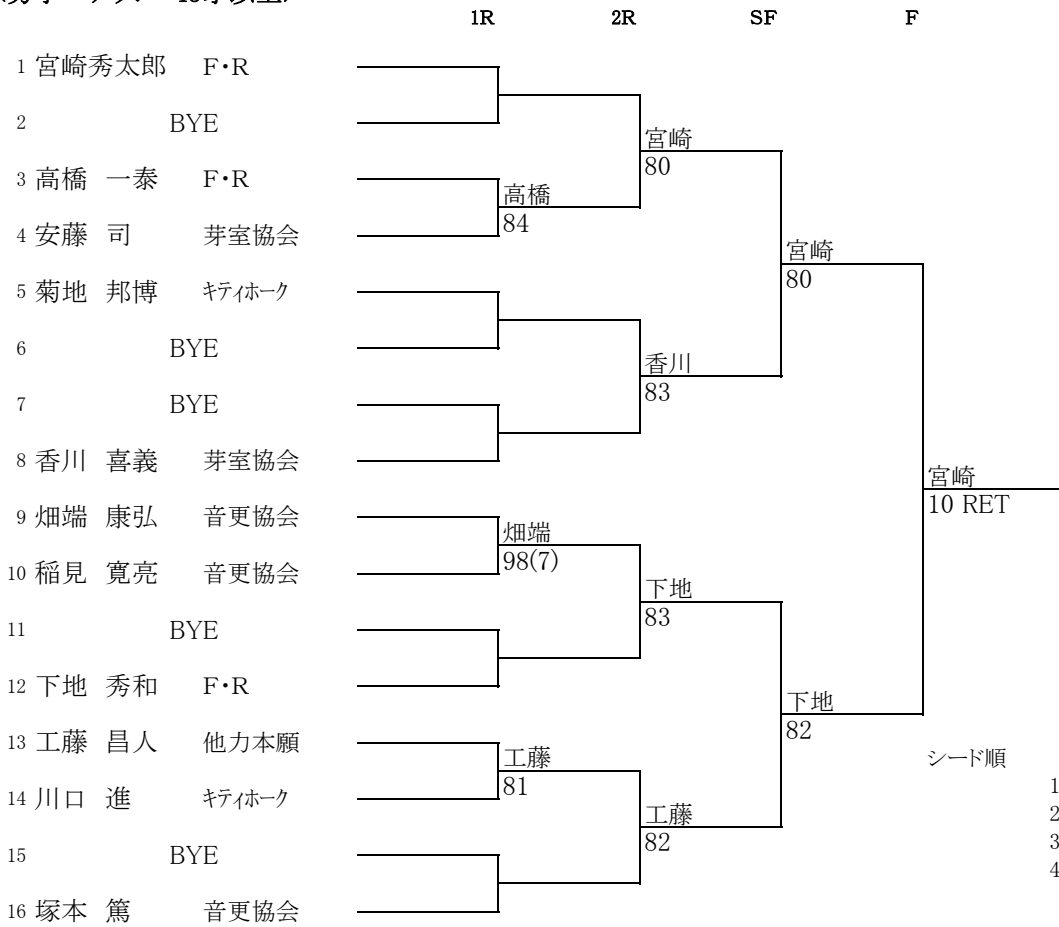 1R 2R SF F
1 宮崎秀太郎 F・R
2 BYE
宮崎
80
3 高橋 一泰 F・R
高橋
84
4 安藤 司 芽室協会
宮崎
80
5 菊地 邦博 キティホーク
6 BYE
香川
83
7 BYE
8 香川 喜義 芽室協会
宮崎
10 RET
9 畑端 康弘 音更協会
畑端
98(7)
10 稲見 寛亮 音更協会
下地
83
11 BYE
12 下地 秀和 F・R
下地
82
13 工藤 昌人 他力本願
工藤
81
14 川口 進 キティホーク
工藤
82
15 BYE
16 塚本 篤 音更協会
シード順
1
2
3
4